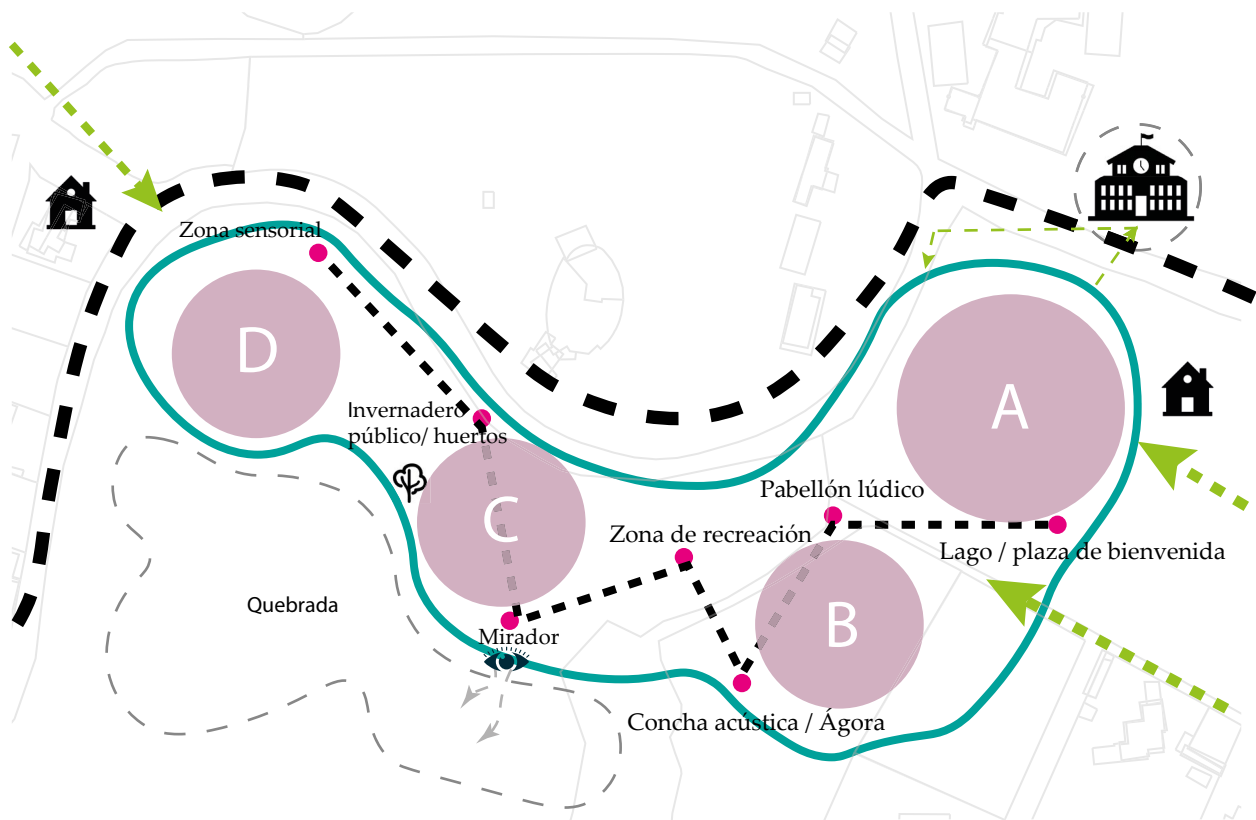 Zona sensorial
D
A
Invernadero
público/ huertos
C
Pabellón lúdico
Zona de recreación
Lago / plaza de bienvenida
Quebrada
B
Mirador
Concha acústica / Ágora